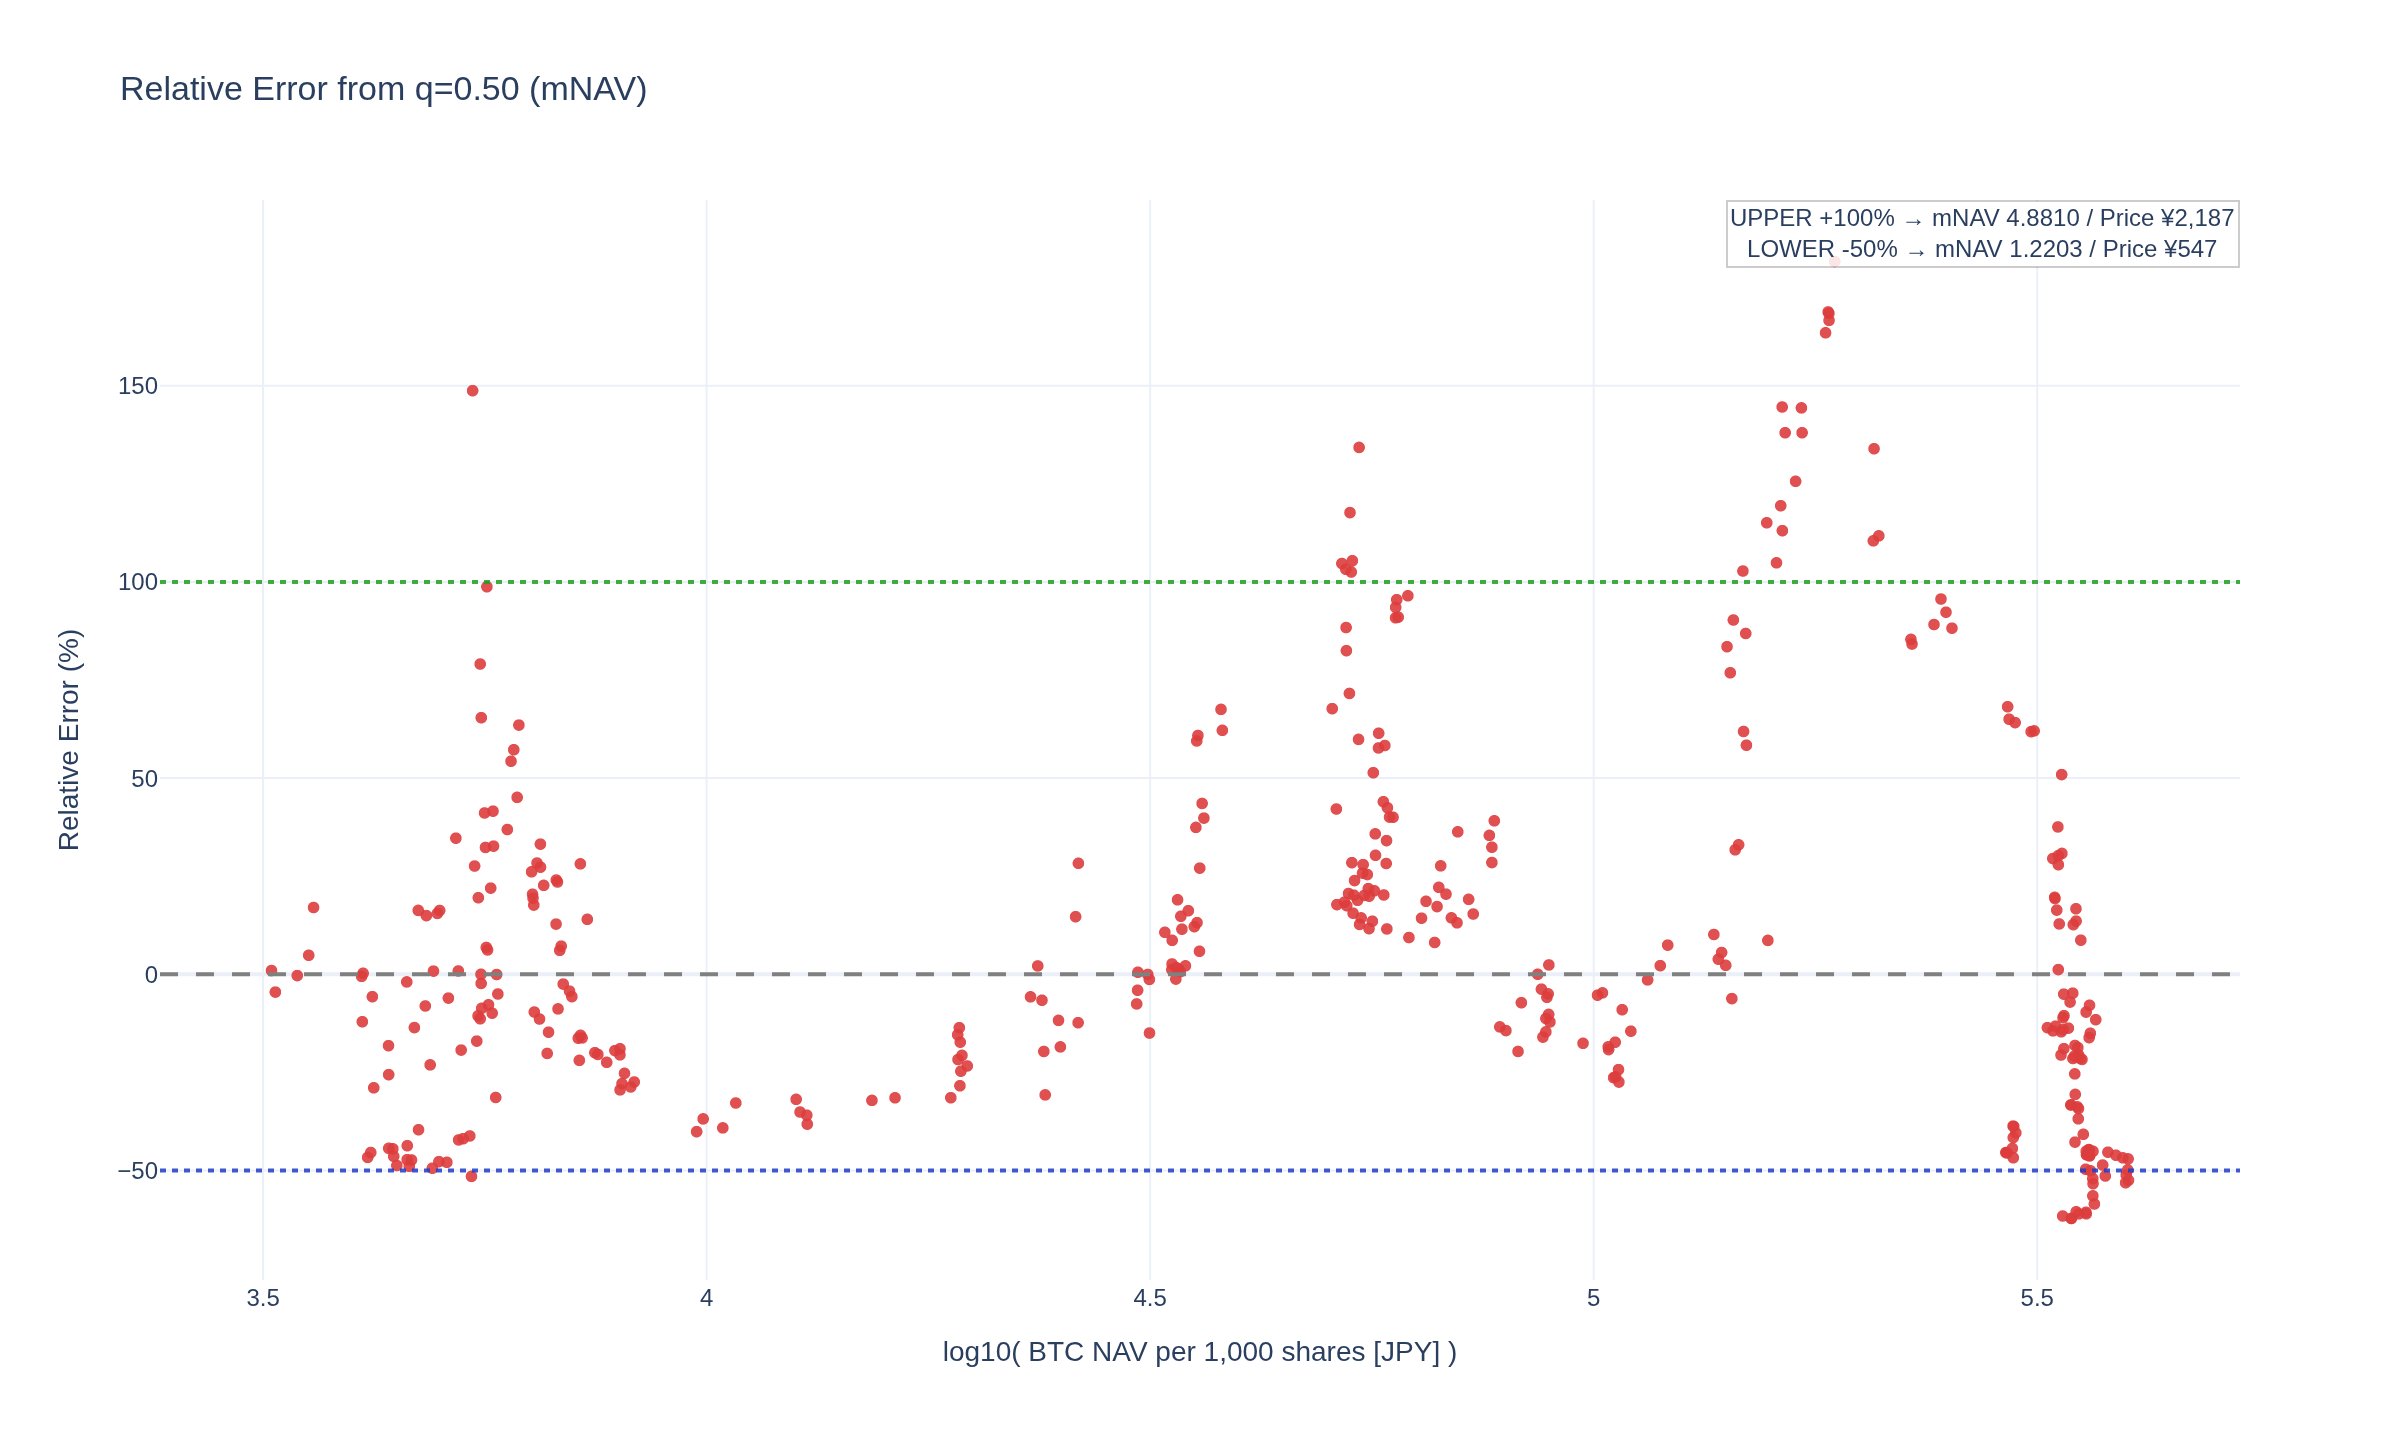 Relative Error from q=0.50 (mNAV)
UPPER +100% → mNAV 4.8810 / Price ¥2,187
LOWER -50% → mNAV 1.2203 / Price ¥547
150
100
50
0
−50
Relative Error (%)
3.5
4
4.5
5
5.5
log10( BTC NAV per 1,000 shares [JPY] )